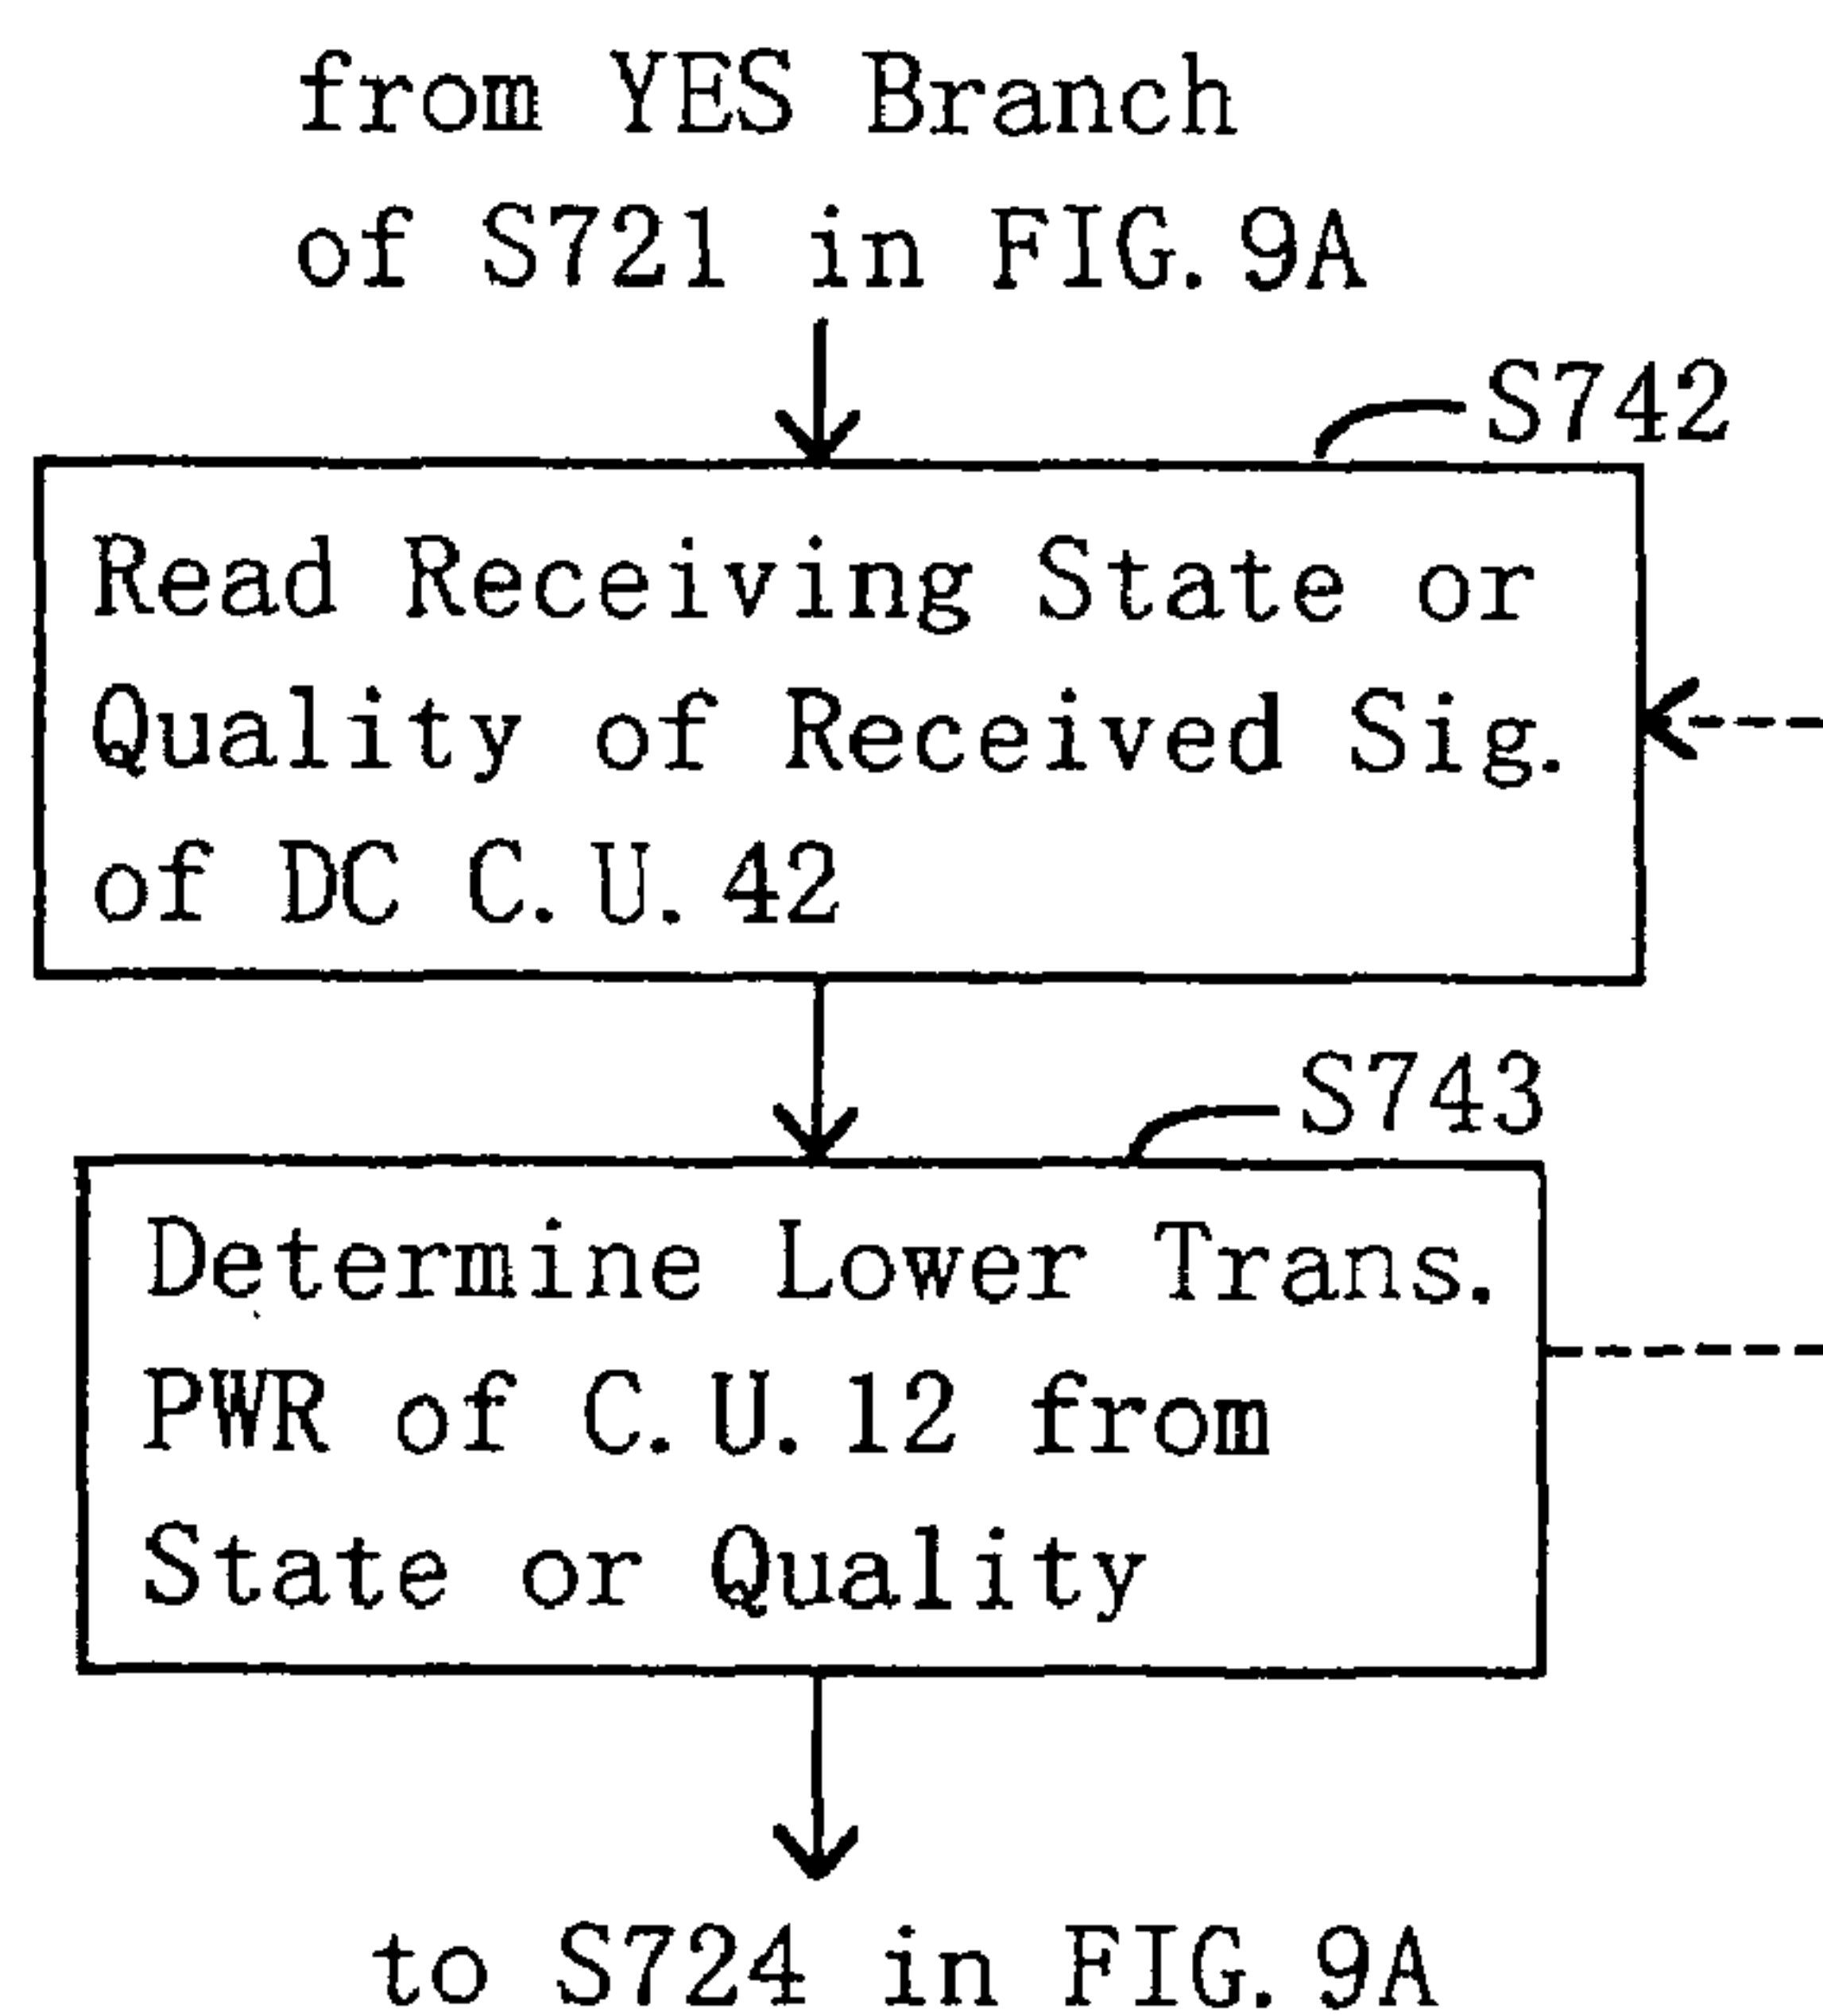 from YES Branch
of S721 in FIG. 9A
S742
Read Receiving State or
Quality of Received Sig.
of DC C. U. 42
S743
Determine Lower Trans.
PWR of C. U. 12 from
State or Quality
to S724 in FIG. 9A